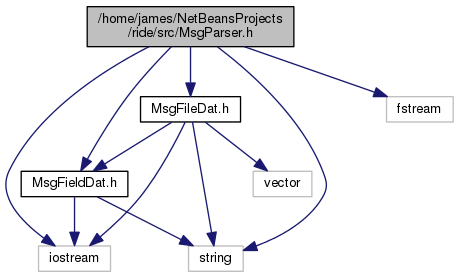 /home/james/NetBeansProjects
/ride/src/MsgParser.h
MsgFileDat.h
fstream
MsgFieldDat.h
vector
iostream
string